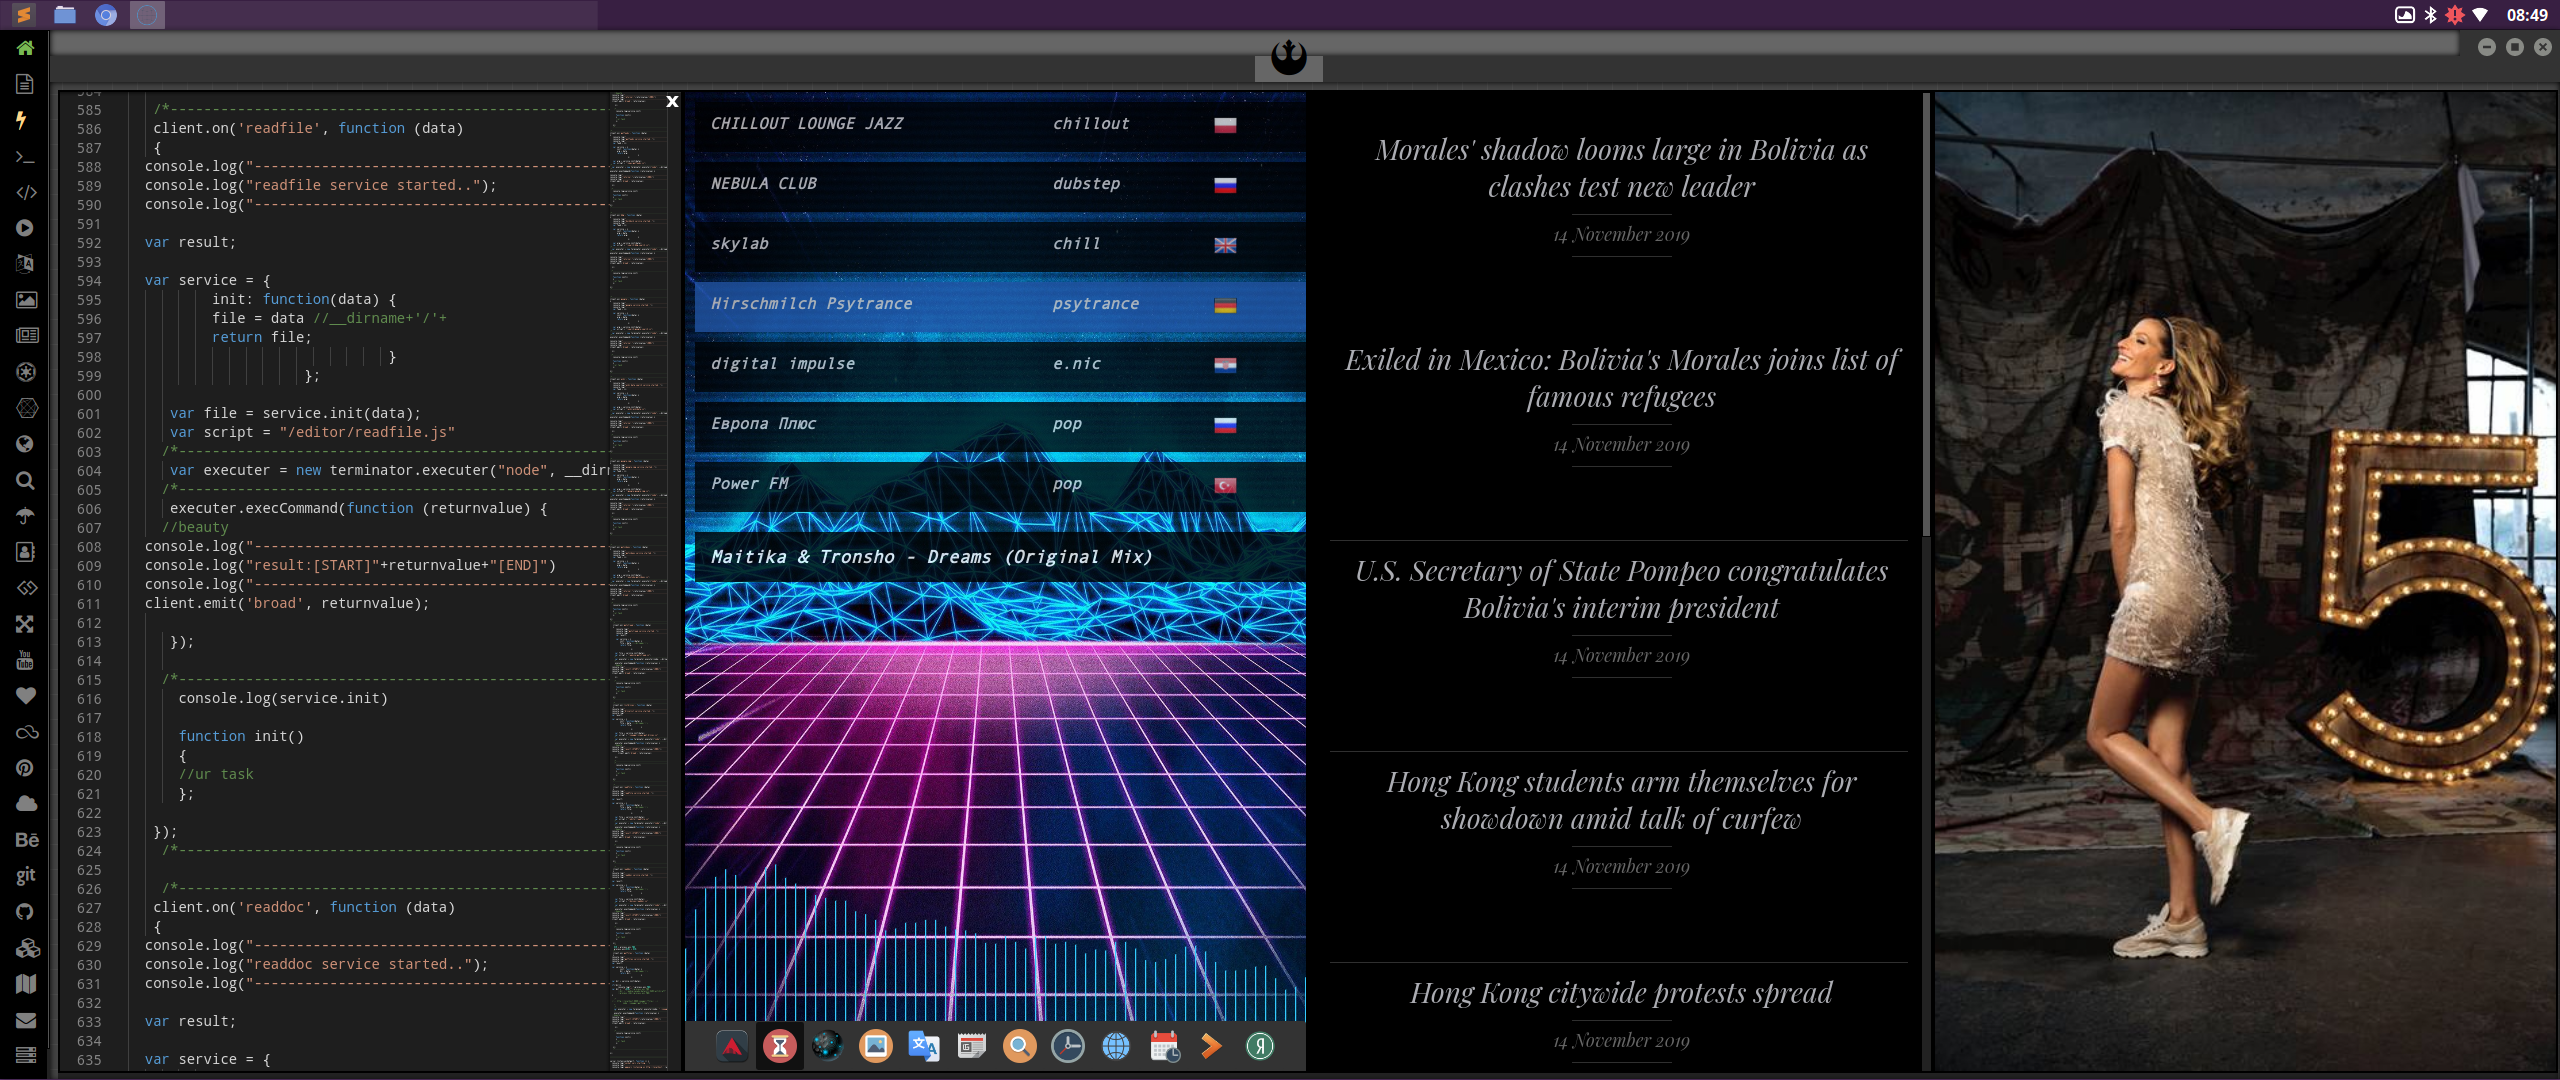 08:49
584
585 /*--------------------------------------------------
586 client.on('readfile', function (data)
587 {
588 console.log("------------------------------------------
589 console.log("readfile service started..");
590 console.log("------------------------------------------
591
592 var result;
593
594 var service = {
595 init: function(data) {
596 file = data //__dirname+'/'+
597 return file;
598 }
599 };
600
601 var file = service.init(data);
602 var script = "/editor/readfile.js"
603 /*--------------------------------------------------
604 var executer = new terminator.executer("node", __dir
605 /*--------------------------------------------------
606 executer.execCommand(function (returnvalue) {
607 //beauty
608 console.log("------------------------------------------
609 console.log("result:[START]"+returnvalue+"[END]")
610 console.log("------------------------------------------
611 client.emit('broad', returnvalue);
612
613 });
614
615 /*--------------------------------------------------
616 console.log(service.init)
617
618 function init()
619 {
620 //ur task
621 };
622
623 });
624 /*--------------------------------------------------
625
626 /*--------------------------------------------------
627 client.on('readdoc', function (data)
628 {
629 console.log("------------------------------------------
630 console.log("readdoc service started..");
631 console.log("------------------------------------------
632
633 var result;
634
635 var service = {
x
CHILLOUT LOUNGE JAZZ chillout
NEBULA CLUB dubstep
skylab chill
Hirschmilch Psytrance psytrance
digital impulse e.nic
Европа Плюс pop
Power FM pop
Maitika & Tronsho - Dreams (Original Mix)
Morales' shadow looms large in Bolivia as
clashes test new leader
14 November 2019
Exiled in Mexico: Bolivia's Morales joins list of
famous refugees
14 November 2019
U.S. Secretary of State Pompeo congratulates
Bolivia's interim president
14 November 2019
Hong Kong students arm themselves for
showdown amid talk of curfew
14 November 2019
Hong Kong citywide protests spread
14 November 2019
5
You
Tube
Bē
git
文A
Я